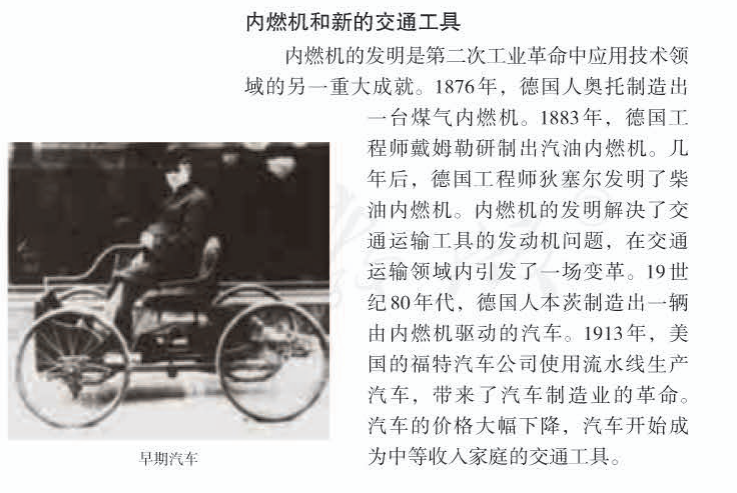 内燃机和新的交通工具
内燃机的发明是第二次工业革命中应用技术领
域的另一重大成就。1876年，德国人奥托制造出
一台煤气内燃机。1883年，德国工
程师戴姆勒研制出汽油内燃机。几
年后，德国工程师狄塞尔发明了柴
油内燃机。内燃机的发明解决了交
通运输工具的发动机问题，在交通
运输领域内引发了一场变革。19世
纪80年代，德国人本茨制造出一辆
由内燃机驱动的汽车。1913年，美
国的福特汽车公司使用流水线生产
汽车，带来了汽车制造业的革命。
汽车的价格大幅下降，汽车开始成
为中等收入家庭的交通工具。
早期汽车